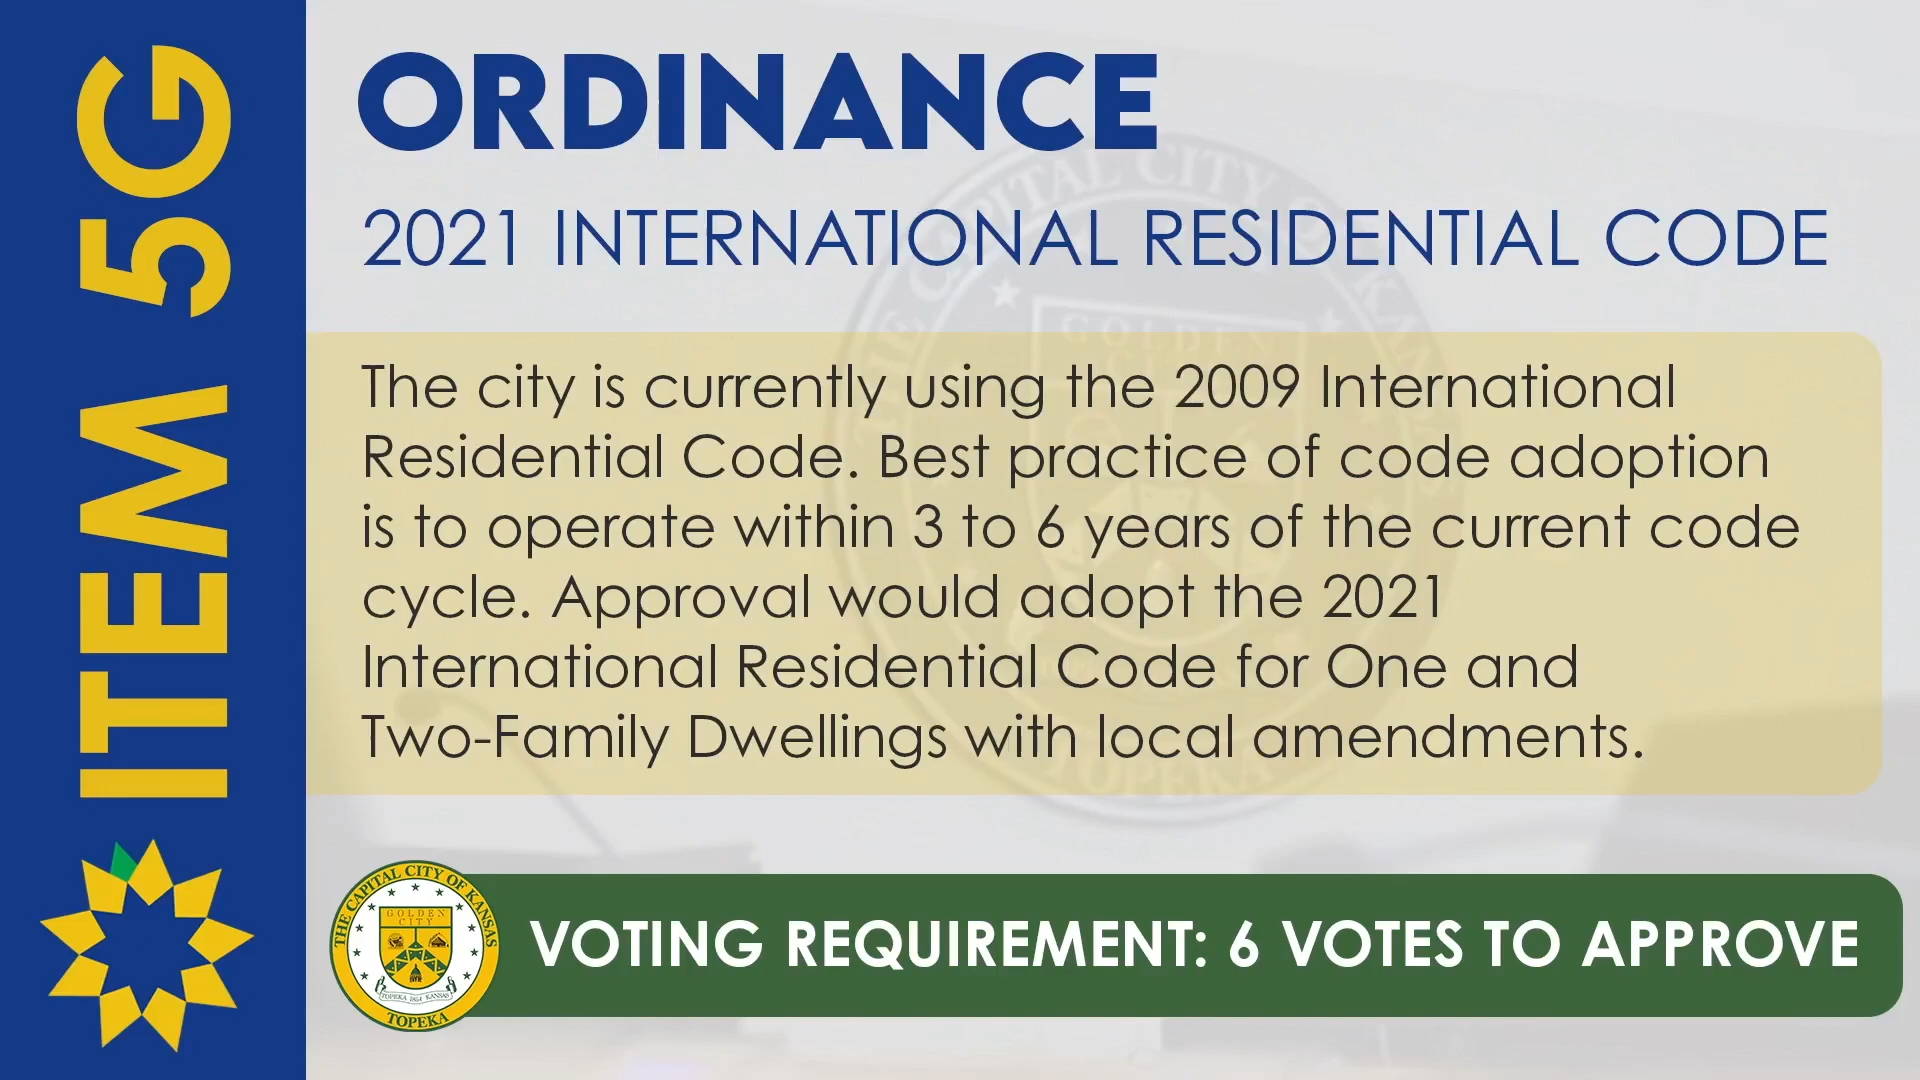 ITEM 5G
ORDINANCE
2021 INTERNATIONAL RESIDENTIAL CODE
The city is currently using the 2009 International
Residential Code. Best practice of code adoption
is to operate within 3 to 6 years of the current code
cycle. Approval would adopt the 2021
International Residential Code for One and
Two-Family Dwellings with local amendments.
THE CAPITAL CITY OF KANSAS
GOLDEN
CITY
TOPEKA 1854 KANSAS
TOPEKA
VOTING REQUIREMENT: 6 VOTES TO APPROVE